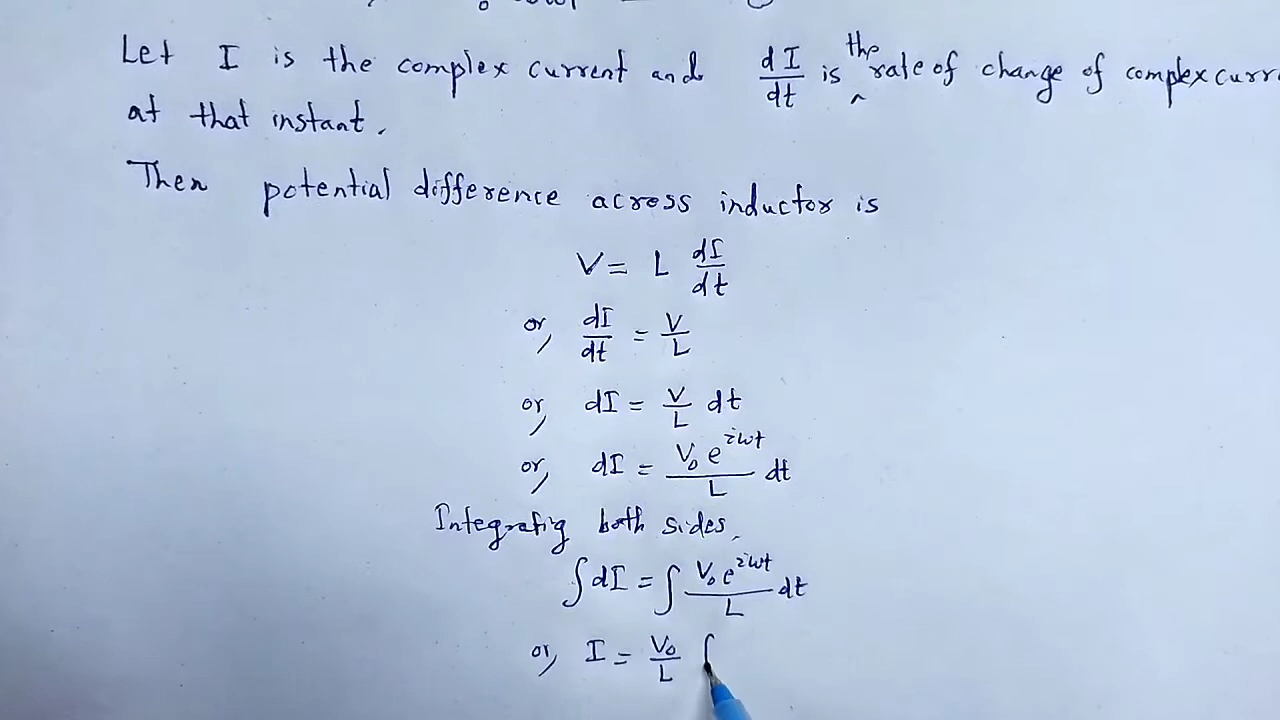 Let I is the complex current and dI/dt is the rate of change of complex curr
at that instant.
Then potential difference across inductor is
V = L dI/dt
or, dI/dt = V/L
or, dI = V/L dt
or, dI = V₀ e^{iωt}/L dt
Integrating both sides,
∫dI = ∫ V₀ e^{iωt}/L dt
or, I = V₀/L ∫